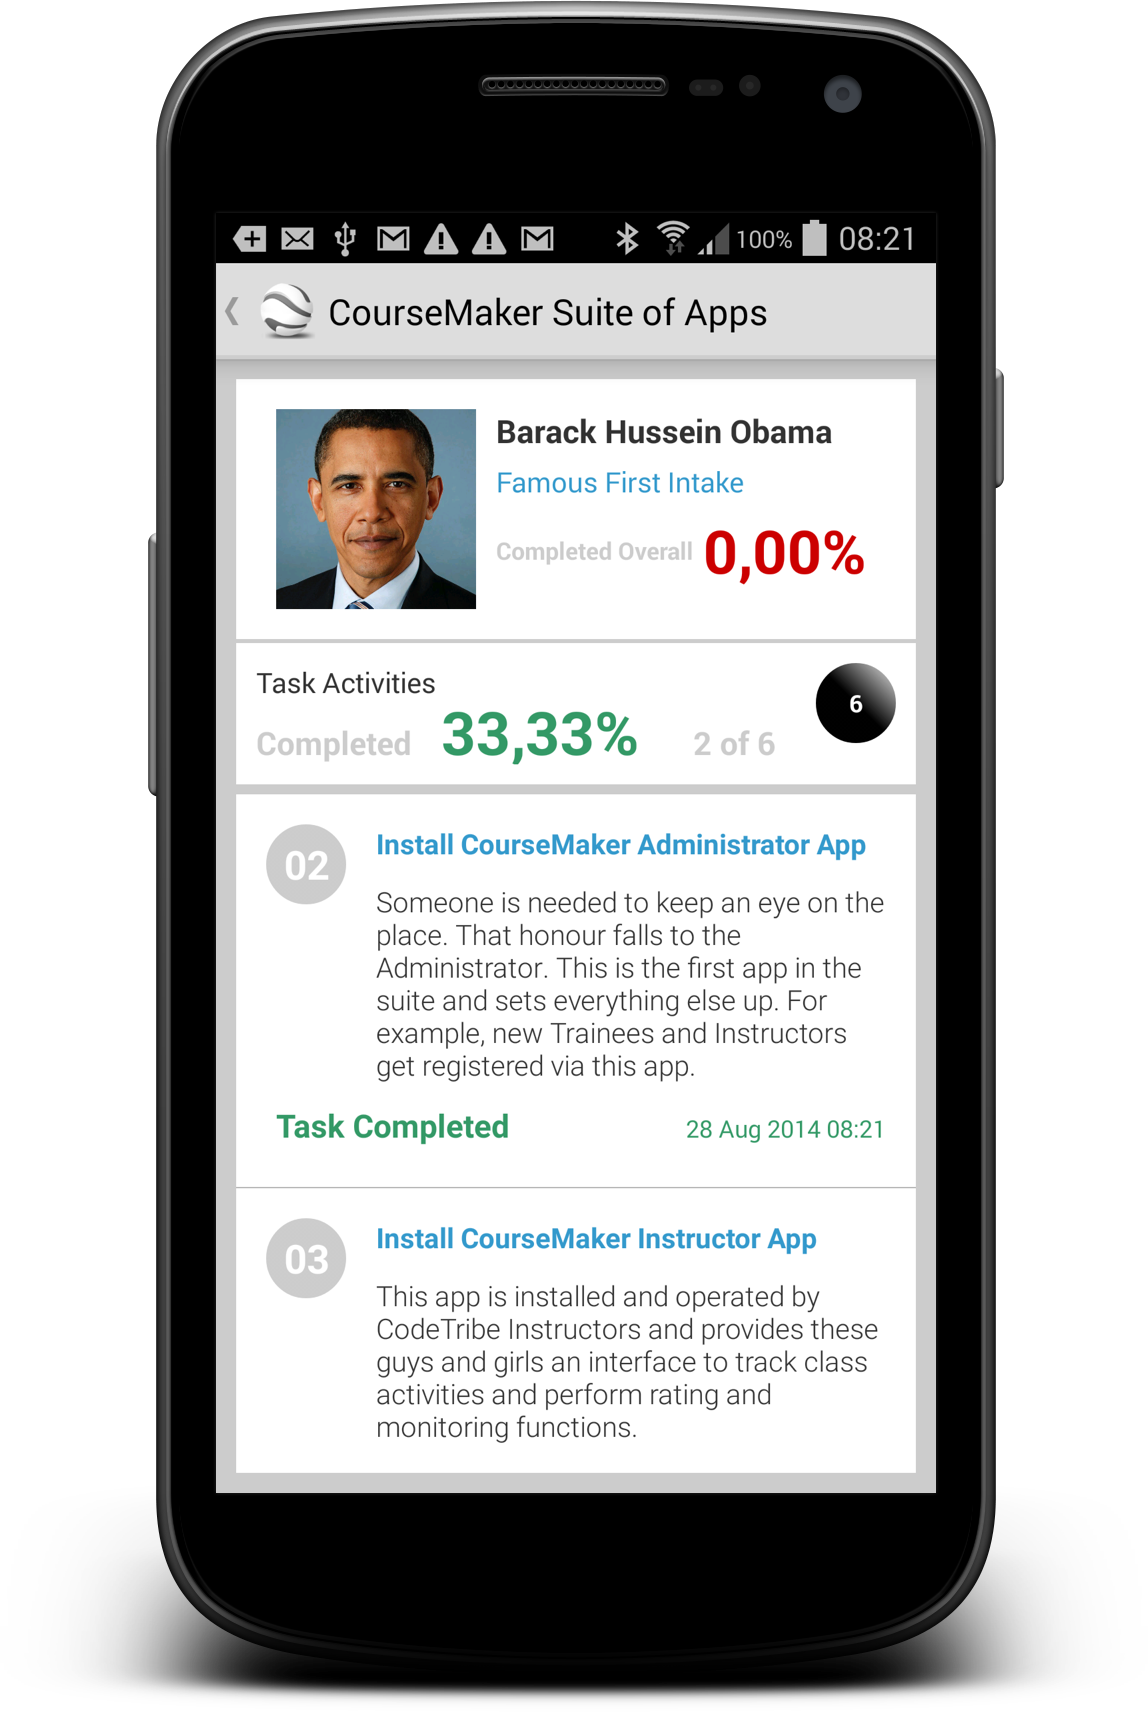 100% 08:21
CourseMaker Suite of Apps
Barack Hussein Obama
Famous First Intake
Completed Overall 0,00%
Task Activities
6
Completed 33,33% 2 of 6
02
Install CourseMaker Administrator App
Someone is needed to keep an eye on the
place. That honour falls to the
Administrator. This is the first app in the
suite and sets everything else up. For
example, new Trainees and Instructors
get registered via this app.
Task Completed 28 Aug 2014 08:21
03
Install CourseMaker Instructor App
This app is installed and operated by
CodeTribe Instructors and provides these
guys and girls an interface to track class
activities and perform rating and
monitoring functions.